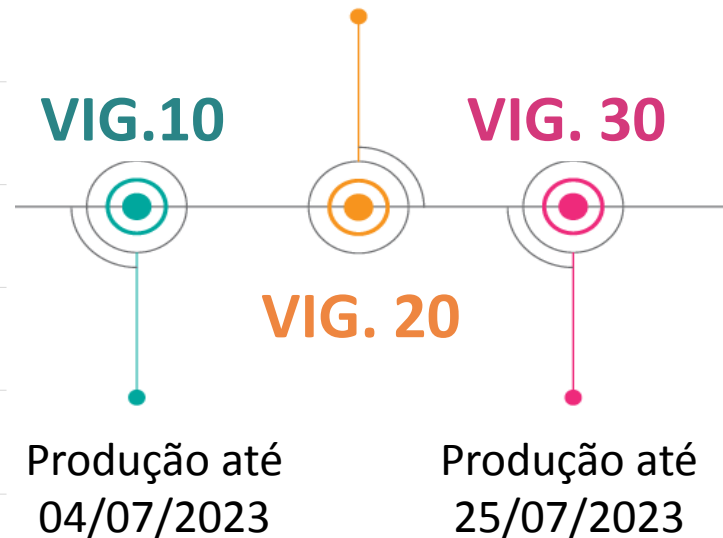 VIG.10
VIG. 30
VIG. 20
Produção até
04/07/2023
Produção até
25/07/2023